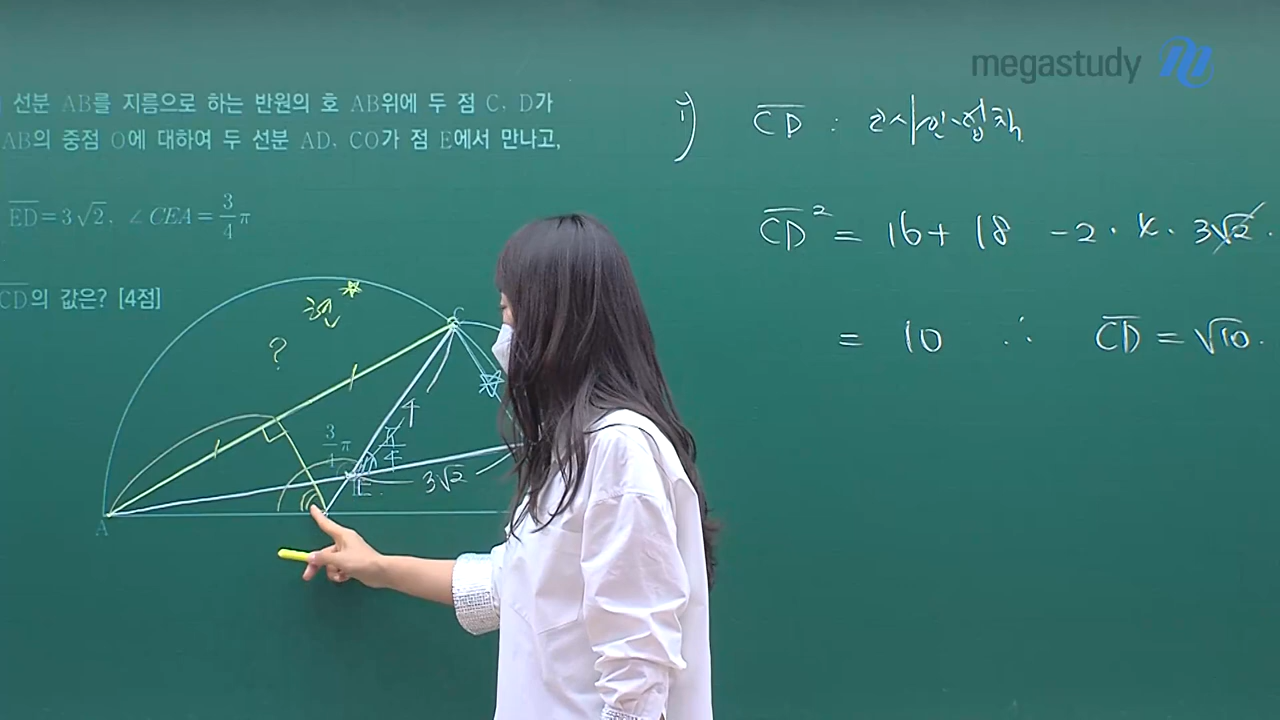 megastudy
선분 AB를 지름으로 하는 반원의 호 AB위에 두 점 C, D가
AB의 중점 O에 대하여 두 선분 AD, CO가 점 E에서 만나고,
ED=3√2, ∠CEA=3/4π
CD의 값은? [4점]
i) CD : 코사인법칙
CD² = 16 + 18 - 2 · 4 · 3√2 ·
= 10 ∴ CD = √10.
현
?
C
4
3/4π π/4
E
3√2
A